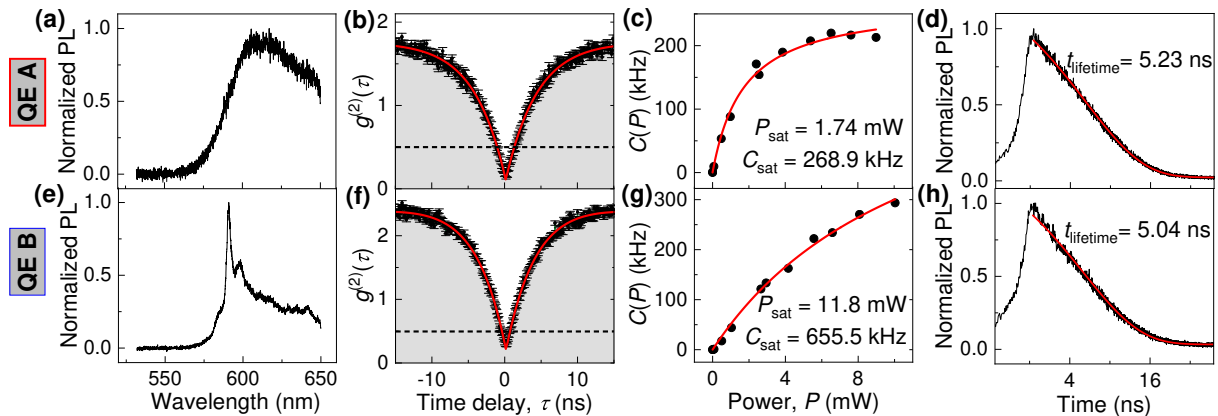 (a)
(b)
(c)
(d)
QE A
Normalized PL
1.0
0.5
0.0
g(2)(τ)
2
1
0
C(P) (kHz)
200
100
0
Psat = 1.74 mW
Csat = 268.9 kHz
Normalized PL
1.0
0.5
0.0
tlifetime= 5.23 ns
(e)
(f)
(g)
(h)
QE B
Normalized PL
1.0
0.5
0.0
550
600
650
Wavelength (nm)
g(2)(τ)
2
1
0
-10
0
10
Time delay, τ (ns)
C(P) (kHz)
300
200
100
0
Psat = 11.8 mW
Csat = 655.5 kHz
0
4
8
Power, P (mW)
Normalized PL
1.0
0.5
0.0
tlifetime= 5.04 ns
4
16
Time (ns)